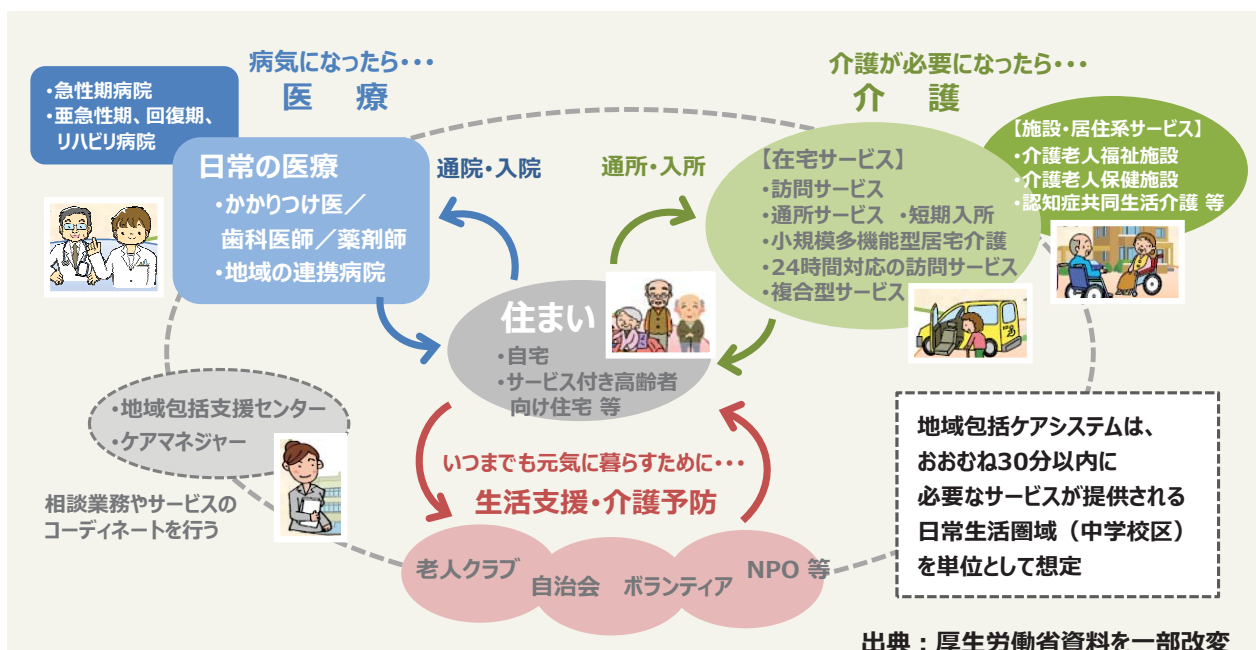 病気になったら・・・
医　療
・急性期病院
・亜急性期、回復期、
リハビリ病院
日常の医療
・かかりつけ医／
歯科医師／薬剤師
・地域の連携病院
通院・入院
介護が必要になったら・・・
介　護
通所・入所
【在宅サービス】
・訪問サービス
・通所サービス ・短期入所
・小規模多機能型居宅介護
・24時間対応の訪問サービス
・複合型サービス
【施設・居住系サービス】
・介護老人福祉施設
・介護老人保健施設
・認知症共同生活介護 等
住まい
・自宅
・サービス付き高齢者
向け住宅 等
・地域包括支援センター
・ケアマネジャー
相談業務やサービスの
コーディネートを行う
いつまでも元気に暮らすために・・・
生活支援・介護予防
老人クラブ
自治会
ボランティア
NPO 等
地域包括ケアシステムは、
おおむね30分以内に
必要なサービスが提供される
日常生活圏域（中学校区）
を単位として想定
出典：厚生労働省資料を一部改変